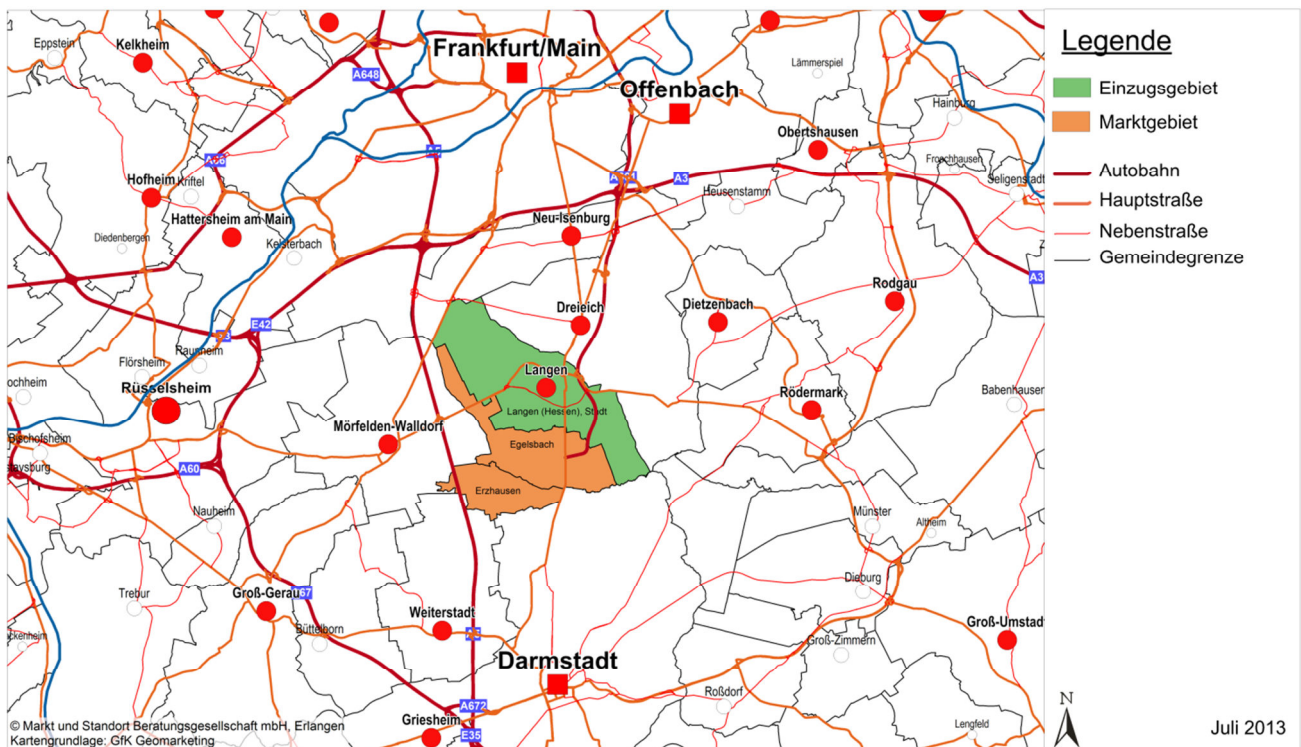 Eppstein
Kelkheim
Frankfurt/Main
Lämmerspiel
A648
Offenbach
Hainburg
Obertshausen
A66
A5
A3
Froschhausen
Seligenstadt
Hofheim
Kriftel
Heusenstamm
Hattersheim am Main
Neu-Isenburg
Diedenbergen
Kelsterbach
A3
Rodgau
Dreieich
Dietzenbach
E42
Raunheim
Flörsheim
Langen
Rüsselsheim
Babenhausen
Rödermark
Langen (Hessen), Stadt
Mörfelden-Walldorf
Bischofsheim
Egelsbach
A60
Erzhausen
Nauheim
Münster
Altheim
Dieburg
Trebur
Groß-Gerau
67
Weiterstadt
Büttelborn
Groß-Umstadt
Groß-Zimmern
Darmstadt
Roßdorf
A672
Griesheim
E35
Lengfeld
© Markt und Standort Beratungsgesellschaft mbH, Erlangen
Kartengrundlage: GfK Geomarketing
Legende
Einzugsgebiet
Marktgebiet
Autobahn
Hauptstraße
Nebenstraße
Gemeindegrenze
N
Juli 2013